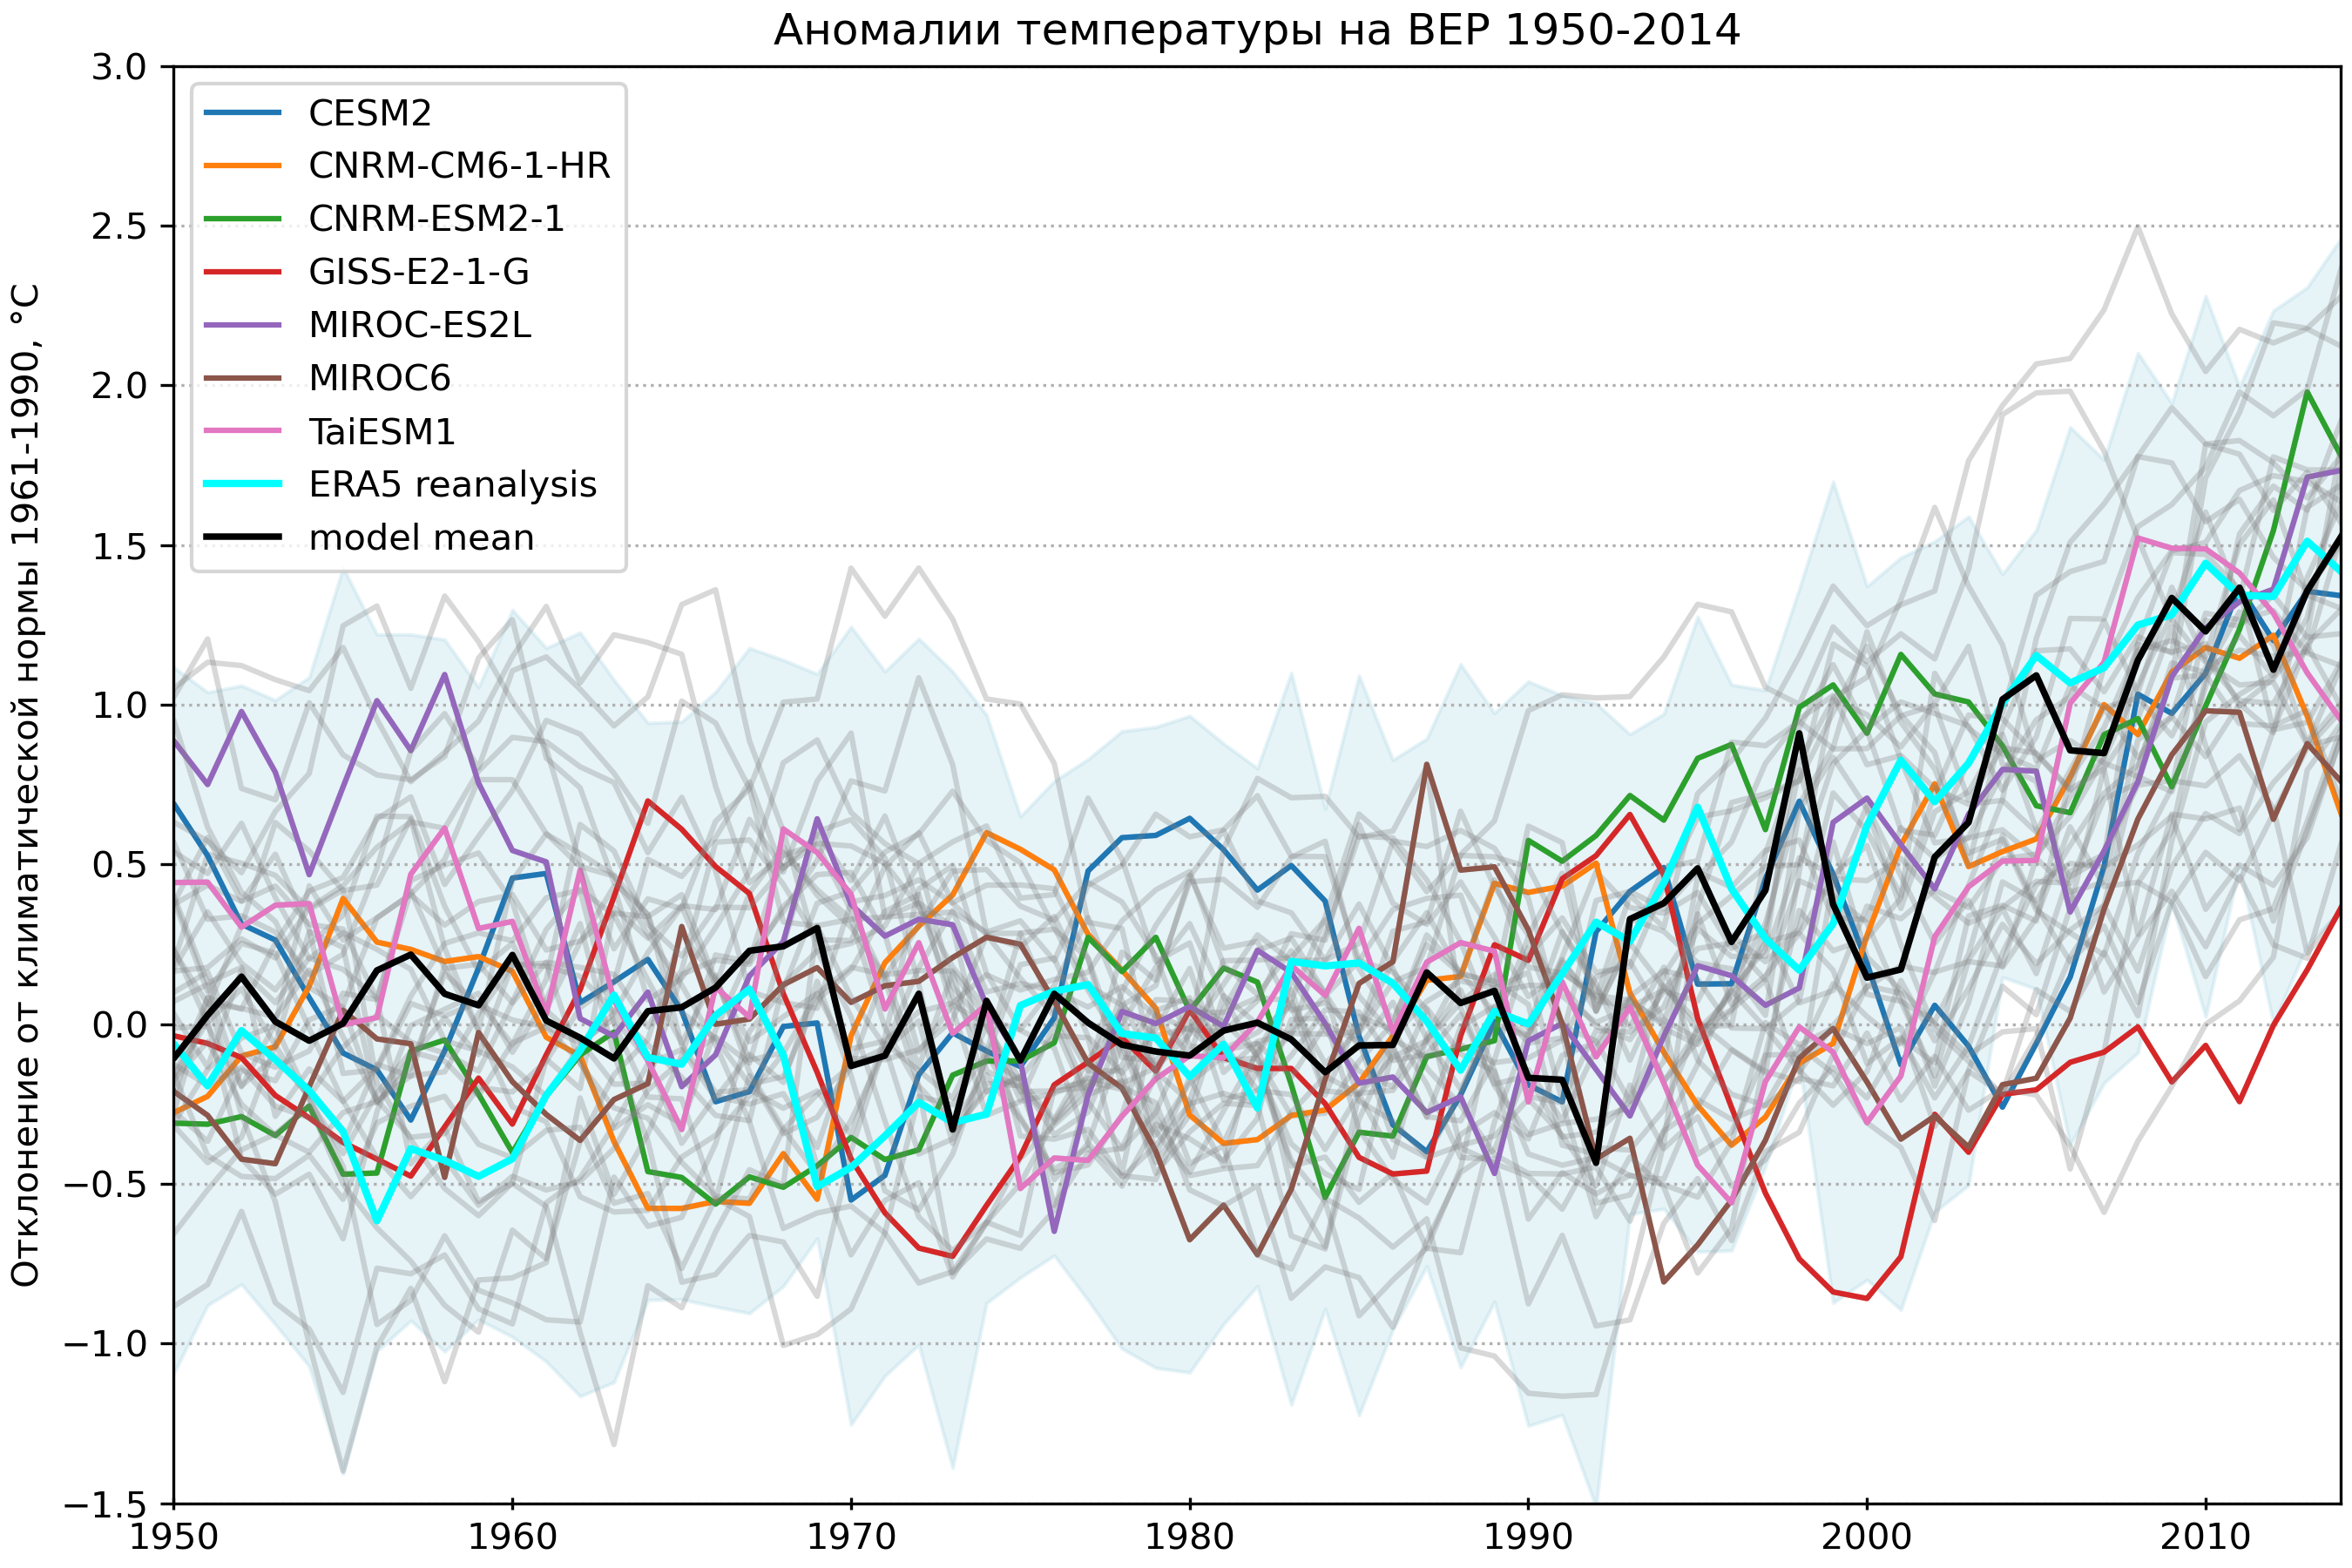 Аномалии температуры на ВЕР 1950-2014
Отклонение от климатической нормы 1961-1990, °C
3.0
2.5
2.0
1.5
1.0
0.5
0.0
−0.5
−1.0
−1.5
CESM2
CNRM-CM6-1-HR
CNRM-ESM2-1
GISS-E2-1-G
MIROC-ES2L
MIROC6
TaiESM1
ERA5 reanalysis
model mean
1950 1960 1970 1980 1990 2000 2010